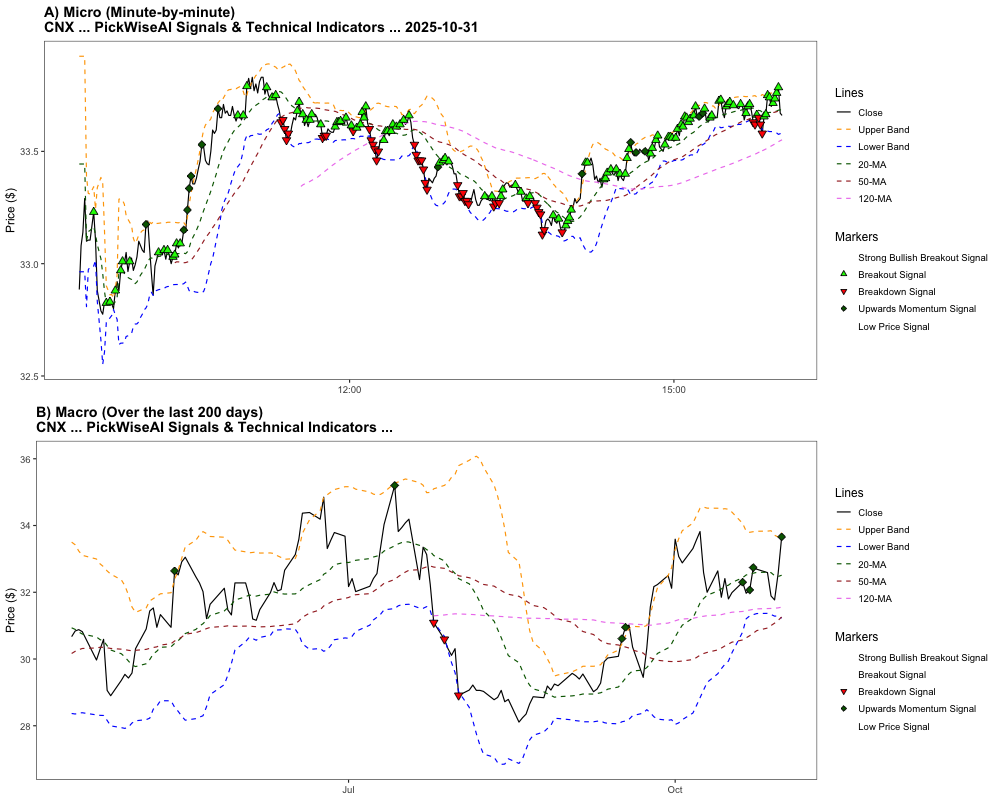 A) Micro (Minute-by-minute)
CNX ... PickWiseAI Signals & Technical Indicators ... 2025-10-31
Price ($)
33.5
33.0
32.5
12:00
15:00
Lines
Close
Upper Band
Lower Band
20-MA
50-MA
120-MA
Markers
Strong Bullish Breakout Signal
Breakout Signal
Breakdown Signal
Upwards Momentum Signal
Low Price Signal
B) Macro (Over the last 200 days)
CNX ... PickWiseAI Signals & Technical Indicators ...
Price ($)
36
34
32
30
28
Jul
Oct
Lines
Close
Upper Band
Lower Band
20-MA
50-MA
120-MA
Markers
Strong Bullish Breakout Signal
Breakout Signal
Breakdown Signal
Upwards Momentum Signal
Low Price Signal